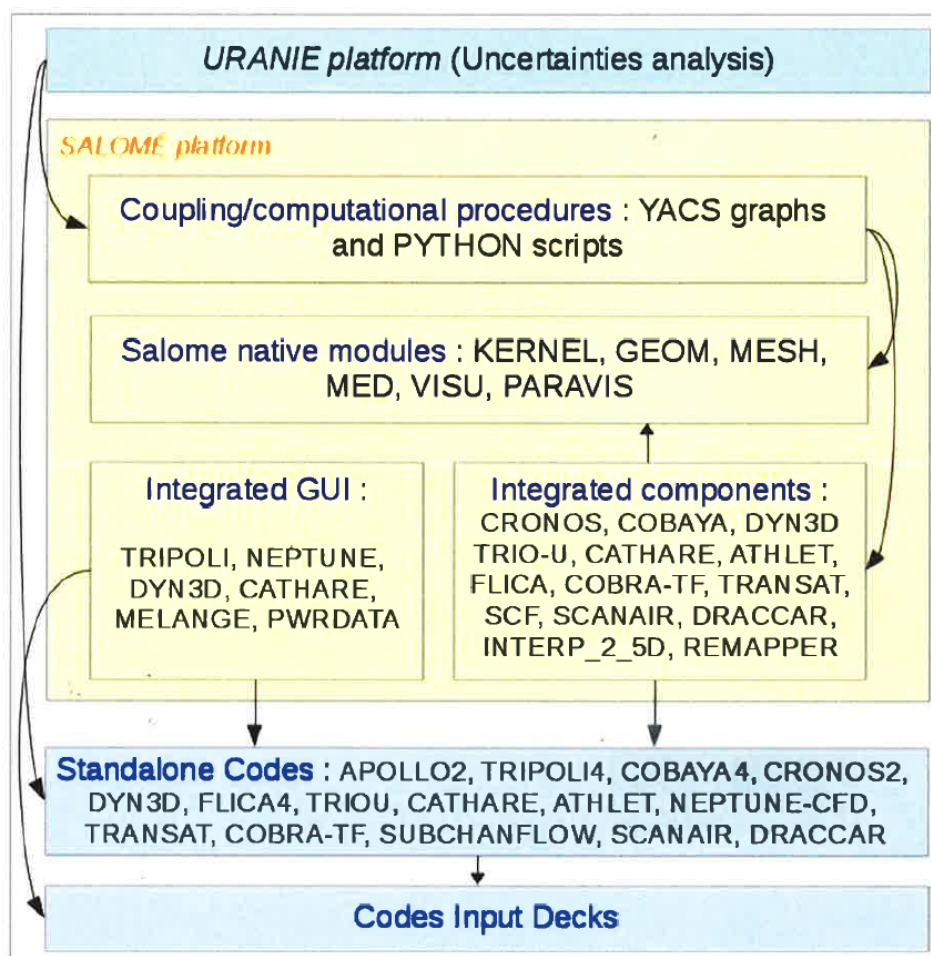 URANIE platform (Uncertainties analysis)
SALOME platform
Coupling/computational procedures : YACS graphs
and PYTHON scripts
Salome native modules : KERNEL, GEOM, MESH,
MED, VISU, PARAVIS
Integrated GUI :
TRIPOLI, NEPTUNE,
DYN3D, CATHARE,
MELANGE, PWRDATA
Integrated components :
CRONOS, COBAYA, DYN3D
TRIO-U, CATHARE, ATHLET,
FLICA, COBRA-TF, TRANSAT,
SCF, SCANAIR, DRACCAR,
INTERP_2_5D, REMAPPER
Standalone Codes : APOLLO2, TRIPOLI4, COBAYA4, CRONOS2,
DYN3D, FLICA4, TRIOU, CATHARE, ATHLET, NEPTUNE-CFD,
TRANSAT, COBRA-TF, SUBCHANFLOW, SCANAIR, DRACCAR
Codes Input Decks